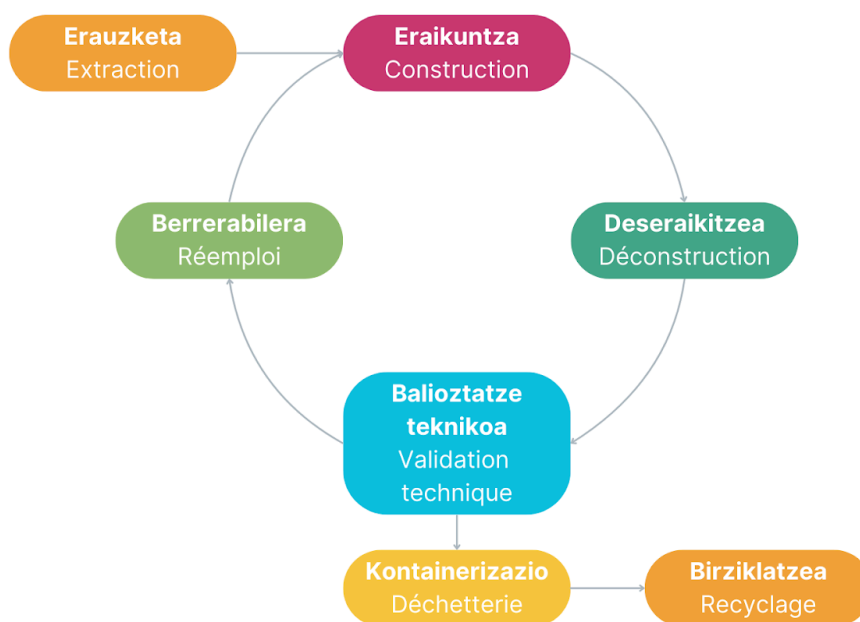 Erauzketa
Extraction
Eraikuntza
Construction
Berrerabilera
Réemploi
Deseraikitzea
Déconstruction
Balioztatze
teknikoa
Validation
technique
Kontainerizazio
Déchetterie
Birziklatzea
Recyclage